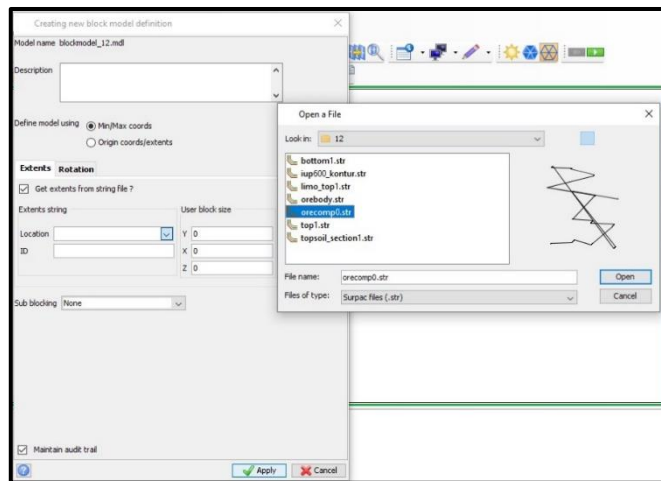 Creating new block model definition
Model name blockmodel_12.mdl
Description
Define model using
Min/Max coords
Origin coords/extents
Extents
Rotation
Get extents from string file ?
Extents string
User block size
Location
Y 0
ID
X 0
Z 0
Sub blocking None
Maintain audit trail
Apply
Cancel
Open a File
Look in: 12
bottom1.str
iup600_kontur.str
limo_top1.str
orebody.str
orecomp0.str
top1.str
topsoil_section1.str
File name: orecomp0.str
Open
Files of type: Surpac files (.str)
Cancel